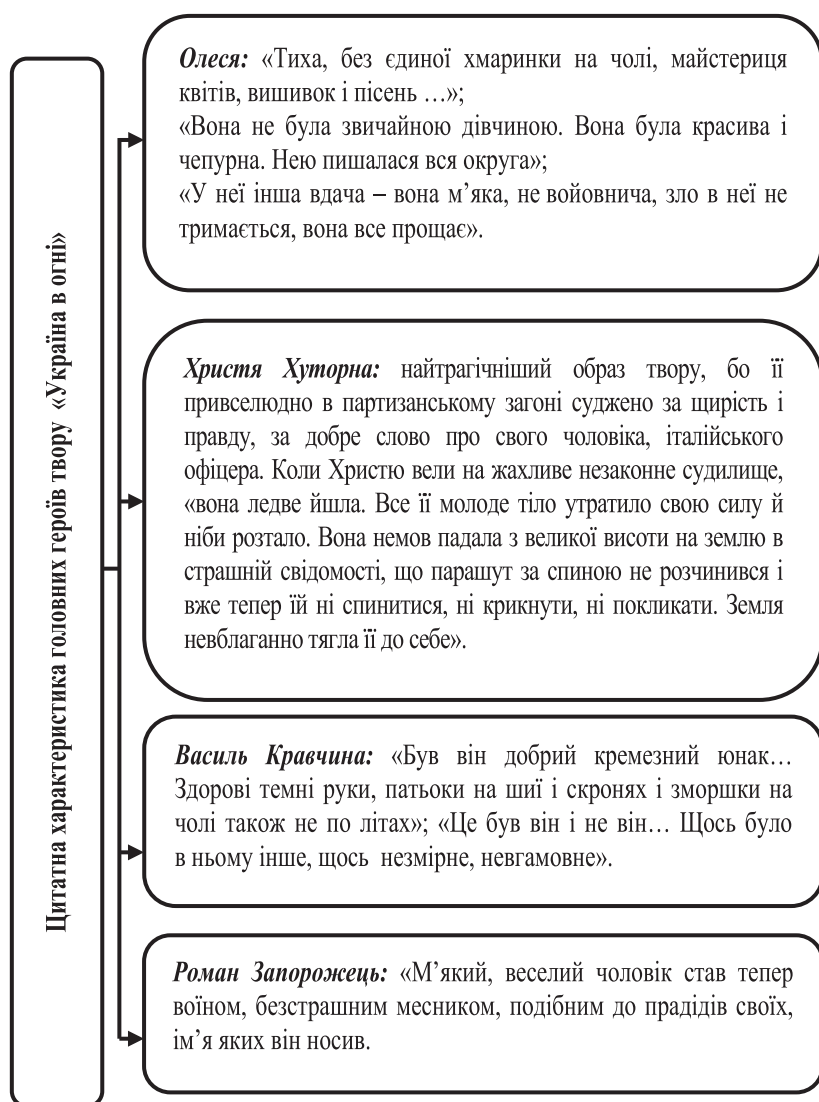 Цитатна характеристика головних героїв твору «Україна в огні»
Олеся: «Тиха, без єдиної хмаринки на чолі, майстериця
квітів, вишивок і пісень ...»;
«Вона не була звичайною дівчиною. Вона була красива і
чепурна. Нею пишалася вся округа»;
«У неї інша вдача – вона м’яка, не войовнича, зло в неї не
тримається, вона все прощає».
Христя Хуторна: найтрагічніший образ твору, бо її
привселюдно в партизанському загоні суджено за щирість і
правду, за добре слово про свого чоловіка, італійського
офіцера. Коли Христю вели на жахливе незаконне судилище,
«вона ледве йшла. Все її молоде тіло утратило свою силу й
ніби розтало. Вона немов падала з великої висоти на землю в
страшній свідомості, що парашут за спиною не розчинився і
вже тепер їй ні спинитися, ні крикнути, ні покликати. Земля
невблаганно тягла її до себе».
Василь Кравчина: «Був він добрий кремезний юнак…
Здорові темні руки, патьоки на шиї і скронях і зморшки на
чолі також не по літах»; «Це був він і не він… Щось було
в ньому інше, щось незмірне, невгамовне».
Роман Запорожець: «М’який, веселий чоловік став тепер
воїном, безстрашним месником, подібним до прадідів своїх,
ім’я яких він носив.